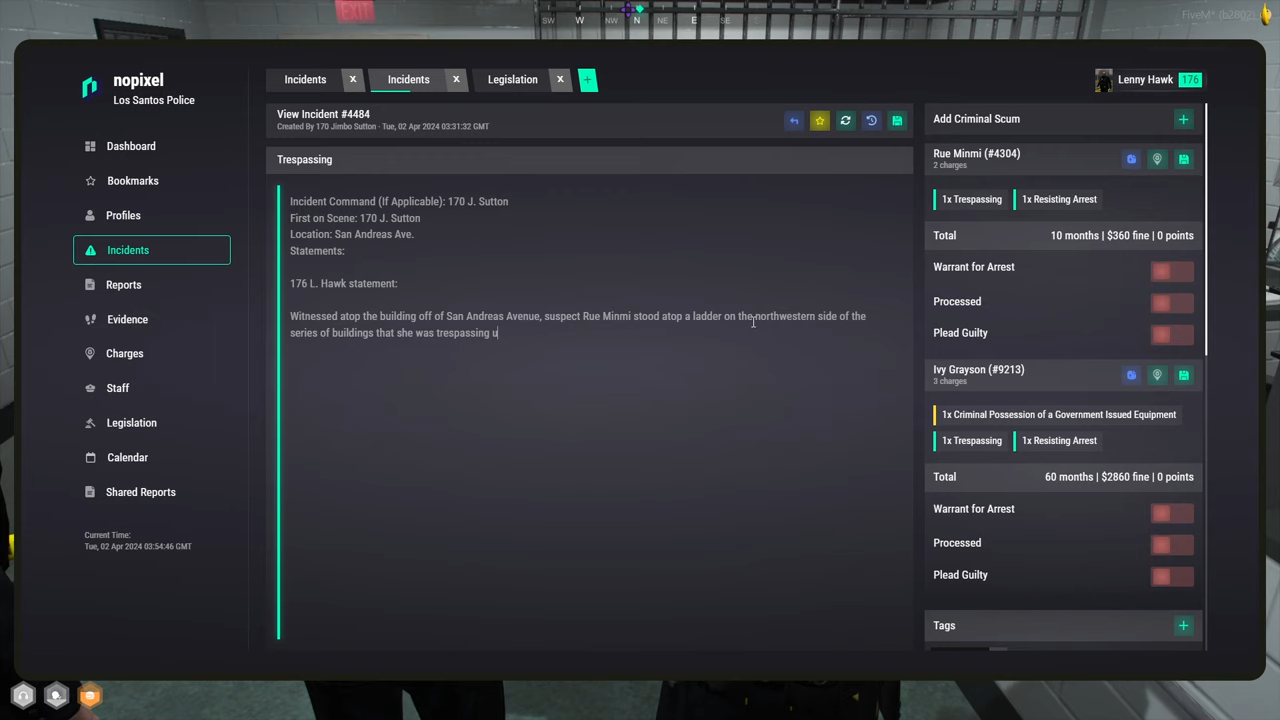 EXIT
SW W NW N NE E SE
FiveM* (b2802)
nopixel
Los Santos Police
Dashboard
Bookmarks
Profiles
Incidents
Reports
Evidence
Charges
Staff
Legislation
Calendar
Shared Reports
Current Time:
Tue, 02 Apr 2024 03:54:46 GMT
Incidents x Incidents x Legislation x +
Lenny Hawk 176
View Incident #4484
Created By 170 Jimbo Sutton - Tue, 02 Apr 2024 03:31:32 GMT
Trespassing
Incident Command (If Applicable): 170 J. Sutton
First on Scene: 170 J. Sutton
Location: San Andreas Ave.
Statements:
176 L. Hawk statement:
Witnessed atop the building off of San Andreas Avenue, suspect Rue Minmi stood atop a ladder on the northwestern side of the
series of buildings that she was trespassing u
Add Criminal Scum +
Rue Minmi (#4304)
2 charges
1x Trespassing 1x Resisting Arrest
Total 10 months | $360 fine | 0 points
Warrant for Arrest
Processed
Plead Guilty
Ivy Grayson (#9213)
3 charges
1x Criminal Possession of a Government Issued Equipment
1x Trespassing 1x Resisting Arrest
Total 60 months | $2860 fine | 0 points
Warrant for Arrest
Processed
Plead Guilty
Tags +